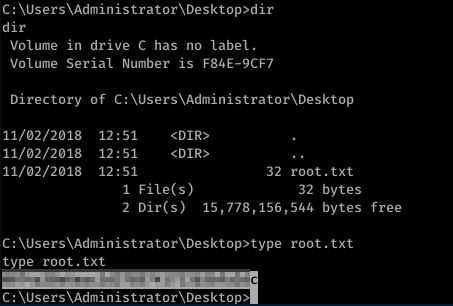 C:\Users\Administrator\Desktop>dir
dir
 Volume in drive C has no label.
 Volume Serial Number is F84E-9CF7

 Directory of C:\Users\Administrator\Desktop

11/02/2018  12:51    <DIR>          .
11/02/2018  12:51    <DIR>          ..
11/02/2018  12:51                32 root.txt
               1 File(s)             32 bytes
               2 Dir(s)  15,778,156,544 bytes free

C:\Users\Administrator\Desktop>type root.txt
type root.txt
c
C:\Users\Administrator\Desktop>